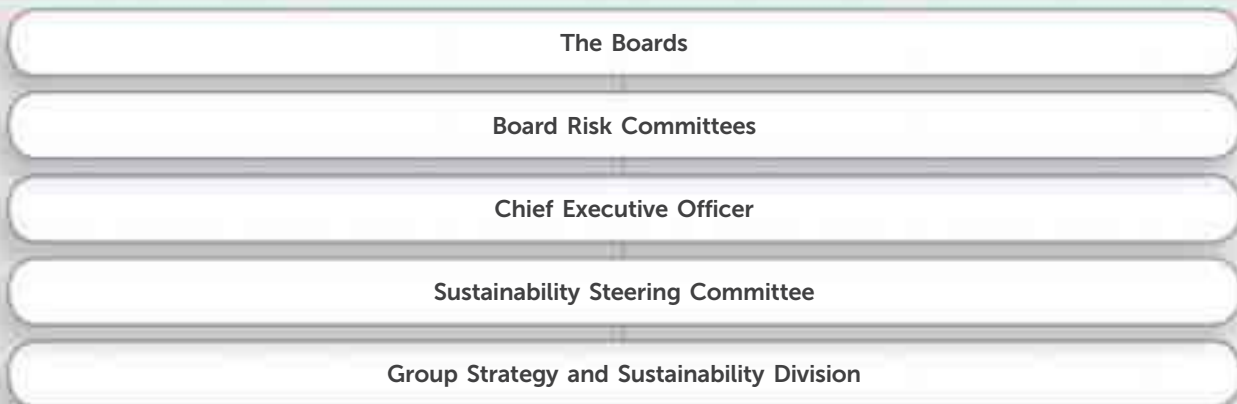 The Boards
Board Risk Committees
Chief Executive Officer
Sustainability Steering Committee
Group Strategy and Sustainability Division